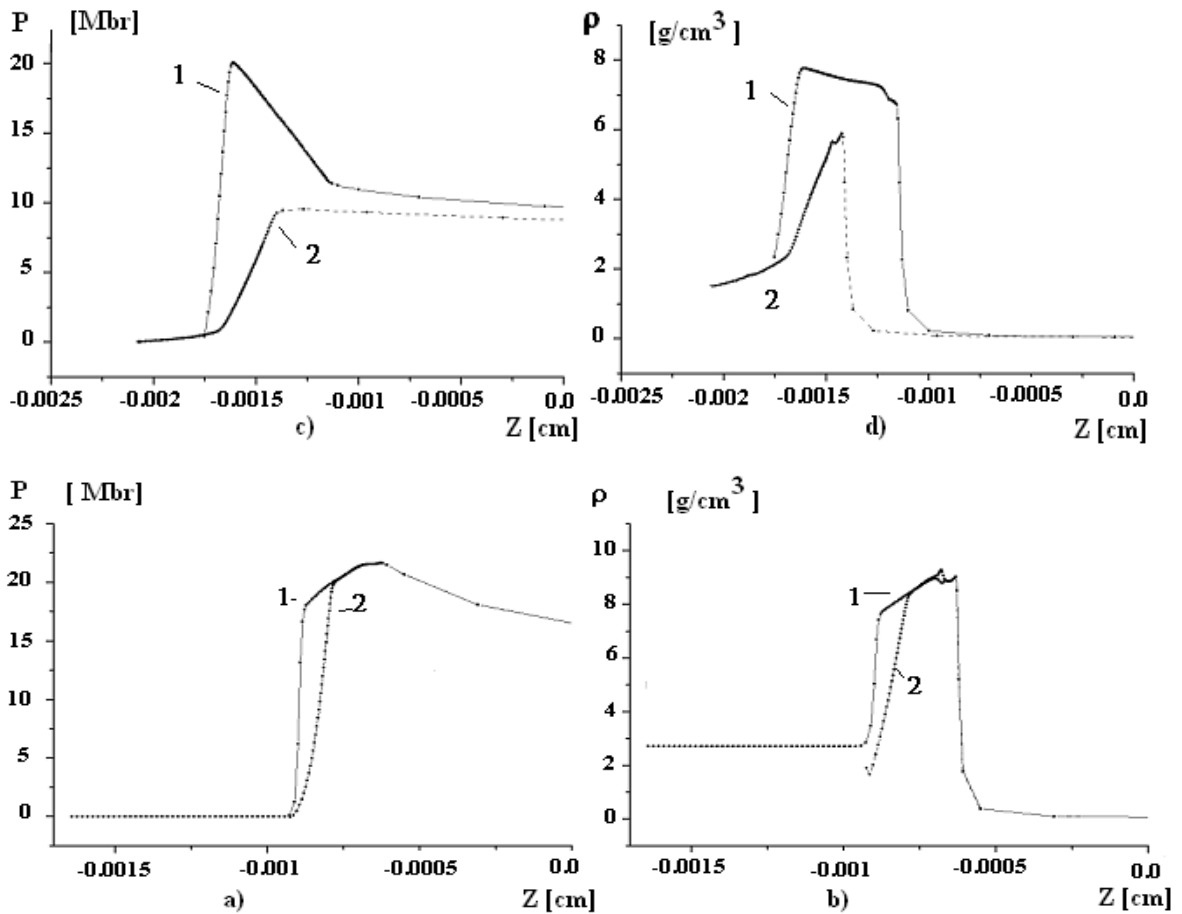 P [Mbr]
20
15
10
5
0
1
2
-0.0025 -0.002 -0.0015 -0.001 -0.0005 0.0
c) Z [cm]
ρ [g/cm3]
8
6
4
2
0
1
2
-0.0025 -0.002 -0.0015 -0.001 -0.0005 0.0
d) Z [cm]
P [ Mbr]
25
20
15
10
5
0
1-
2
-0.0015 -0.001 -0.0005 0.0
a) Z [cm]
ρ [g/cm3 ]
10
8
6
4
2
0
1
2
-0.0015 -0.001 -0.0005 0.0
b) Z [cm]